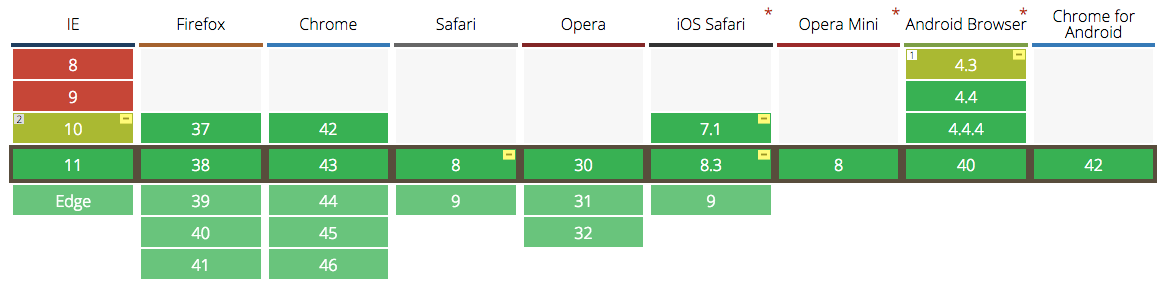 IE Firefox Chrome Safari Opera iOS Safari * Opera Mini * Android Browser * Chrome for Android
8 1 4.3
9 4.4
2 10 37 42 7.1 4.4.4
11 38 43 8 30 8.3 8 40 42
Edge 39 44 9 31 9
40 45 32
41 46